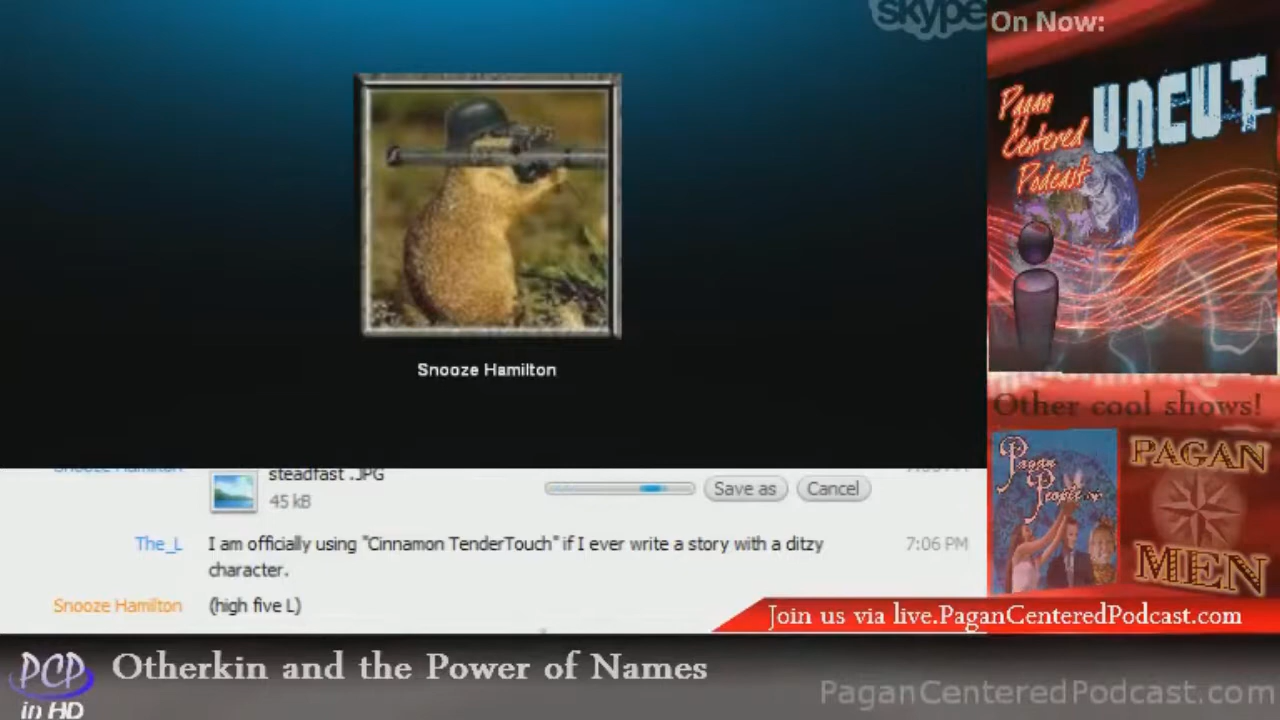 skype
On Now:
Pagan
Centered
Podcast
UNCUT
Snooze Hamilton
Other cool shows!
steadfast .JPG
45 kB
Save as
Cancel
The_L
I am officially using "Cinnamon TenderTouch" if I ever write a story with a ditzy
7:06 PM
character.
Snooze Hamilton
(high five L)
Pagan
People
PAGAN
MEN
Join us via live.PaganCenteredPodcast.com
PCP
in HD
Otherkin and the Power of Names
PaganCenteredPodcast.com